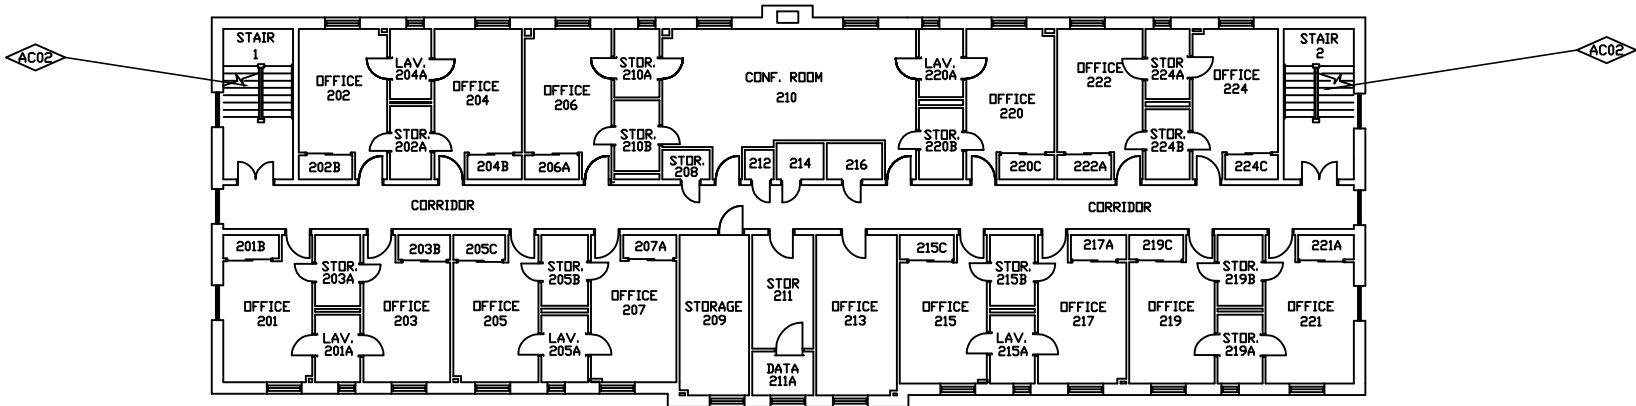 STAIR
1
AC02
OFFICE
202
LAV.
204A
OFFICE
204
OFFICE
206
STOR.
210A
CONF. ROOM
210
LAV.
220A
OFFICE
220
OFFICE
222
STOR.
224A
OFFICE
224
STAIR
2
AC02
STOR.
202A
STOR.
210B
STOR.
220B
STOR.
224B
202B
204B
206A
STOR.
208
212
214
216
220C
222A
224C
CORRIDOR
CORRIDOR
201B
203B
205C
207A
215C
217A
219C
221A
STOR.
203A
STOR.
205B
STOR.
215B
STOR.
219B
OFFICE
201
OFFICE
203
OFFICE
205
OFFICE
207
STORAGE
209
STOR
211
OFFICE
213
OFFICE
215
OFFICE
217
OFFICE
219
OFFICE
221
LAV.
201A
LAV.
205A
DATA
211A
LAV.
215A
STOR.
219A